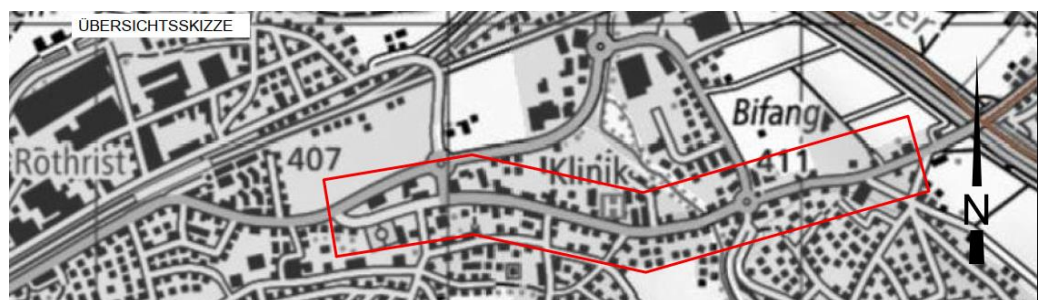 ÜBERSICHTSSKIZZE
Bifang
Rothrist
407
Klinik
411
N